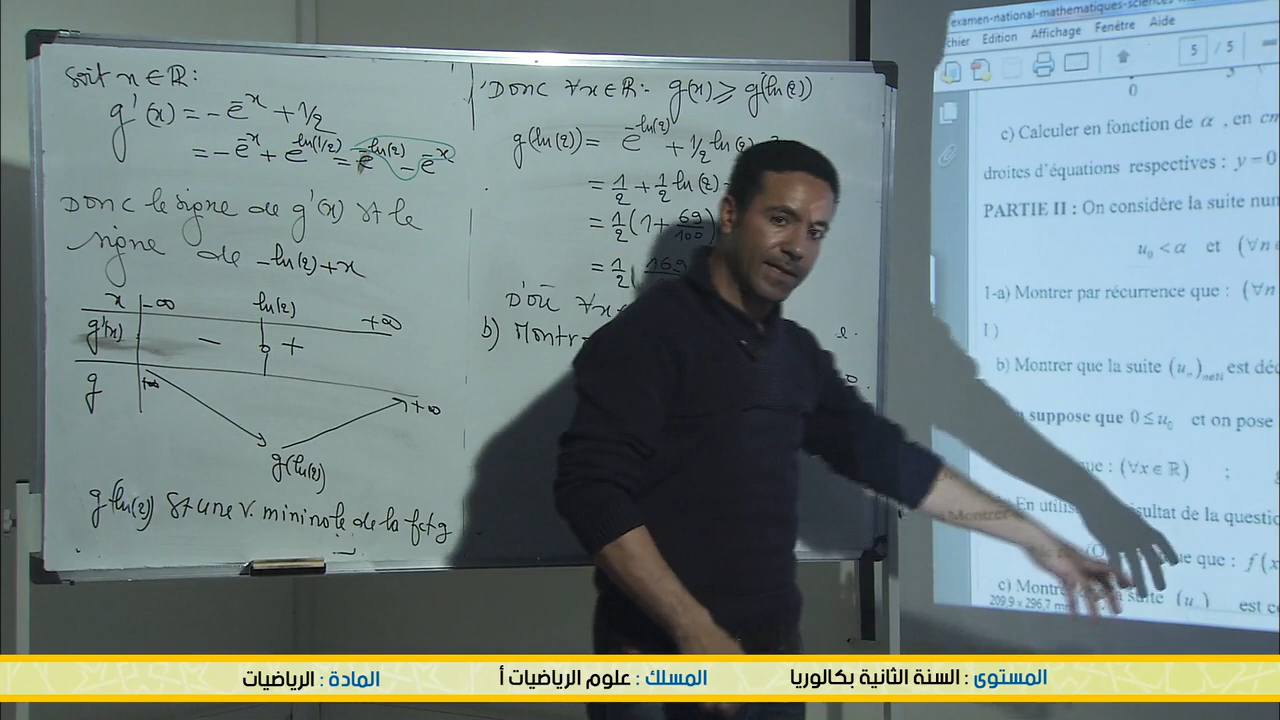 Soit x ∈ ℝ :
g'(x) = -e^-x + 1/2
= -e^-x + e^ln(1/2) = e^-ln(2) - e^-x
Donc le signe de g'(x) est le
signe de -ln(2)+x
x -∞ ln(2) +∞
g'(x) - 0 +
g +∞ +∞
g(ln(2))
g(ln(2)) est une v. minimale de la fct g
Donc ∀x∈ℝ : g(x) ⩾ g(ln(2))
g(ln(2)) = e^-ln(2) + 1/2 ln(2)
= 1/2 + 1/2 ln(2)
= 1/2 (1 + 69/100)
= 1/2 ( 169
D'où ∀x
b) Montr
examen-national-mathematiques-sciences
chier Edition Affichage Fenêtre Aide
5 / 5
0
c) Calculer en fonction de α , en cm
droites d'équations respectives : y = 0
PARTIE II : On considère la suite num
u₀ < α et (∀n ∈
1-a) Montrer par récurrence que : (∀n
I )
b) Montrer que la suite (uₙ)ₙ∈ℕ est déc
suppose que 0 ≤ u₀ et on pose
que : (∀x ∈ ℝ) ;
En utilis sultat de la questio
que que : f(x
c) Montre la suite (u ) est co
209,9 x 296,7 m
المستوى : السنة الثانية بكالوريا المسلك : علوم الرياضيات أ المادة : الرياضيات